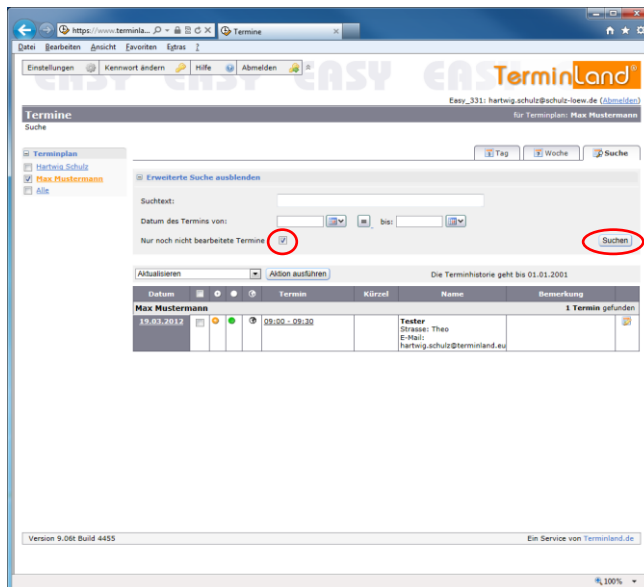 https://www.terminla...
Termine
Datei Bearbeiten Ansicht Favoriten Extras ?
Einstellungen Kennwort ändern Hilfe Abmelden
EASY EASY EASY
TerminLand®
Easy_331: hartwig.schulz@schulz-loew.de (Abmelden)
Termine für Terminplan: Max Mustermann
Suche
Terminplan
Hartwig Schulz
Max Mustermann
Alle
Tag Woche Suche
Erweiterte Suche ausblenden
Suchtext:
Datum des Termins von: = , bis:
Nur noch nicht bearbeitete Termine
Suchen
Aktualisieren Aktion ausführen Die Terminhistorie geht bis 01.01.2001
Datum Termin Kürzel Name Bemerkung
Max Mustermann 1 Termin gefunden
19.03.2012 09:00 - 09:30 Tester
Strasse: Theo
E-Mail:
hartwig.schulz@terminland.eu
Version 9.06t Build 4455 Ein Service von Terminland.de
100%